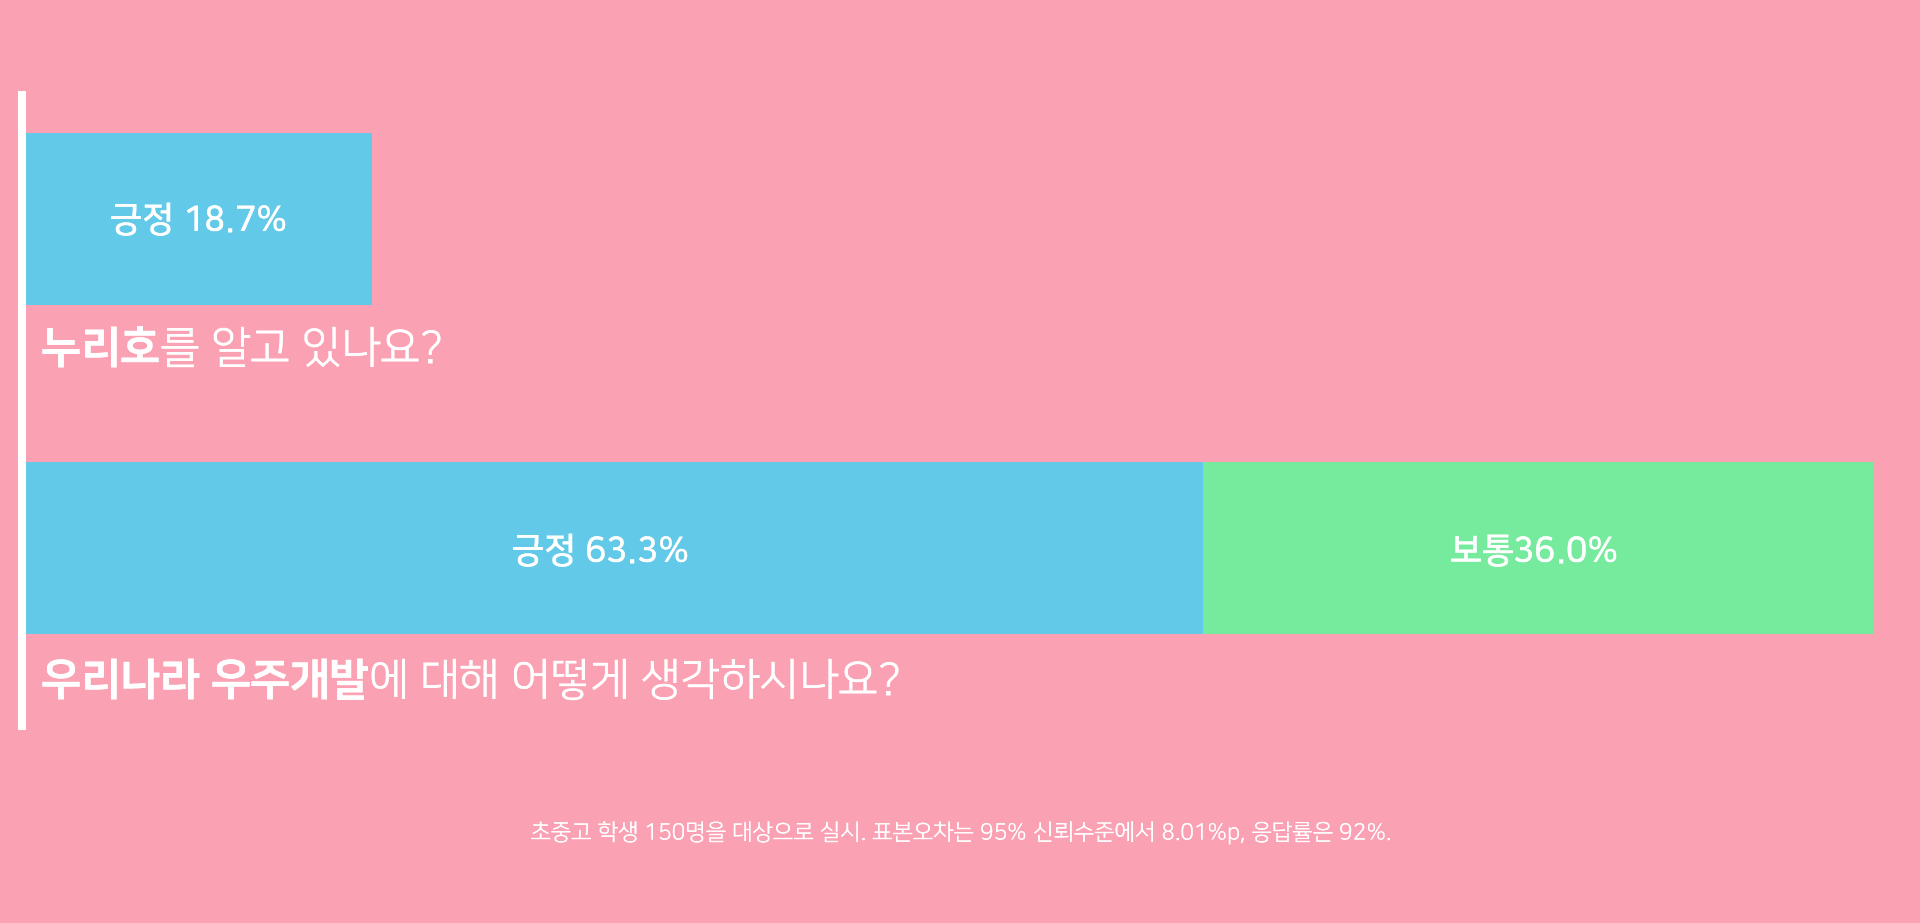 긍정 18.7%
누리호를 알고 있나요?
긍정 63.3%
보통36.0%
우리나라 우주개발에 대해 어떻게 생각하시나요?
초중고 학생 150명을 대상으로 실시. 표본오차는 95% 신뢰수준에서 8.01%p, 응답률은 92%.